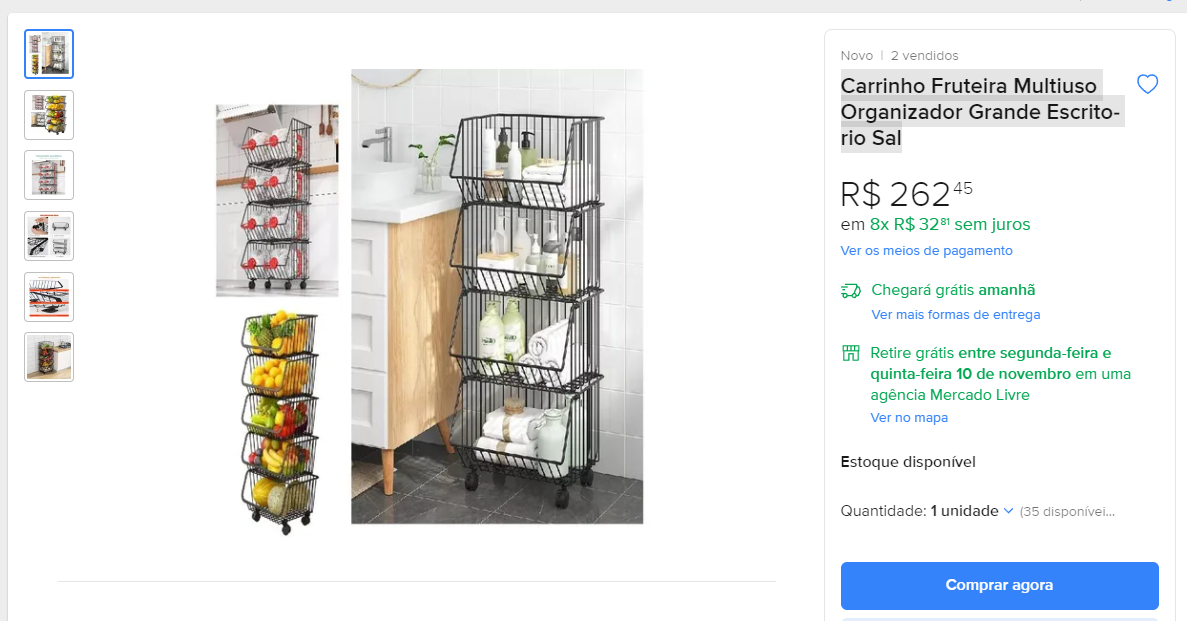 Novo | 2 vendidos
Carrinho Fruteira Multiuso
Organizador Grande Escrito-
rio Sal
R$ 262 45
em 8x R$ 32 81 sem juros
Ver os meios de pagamento
Chegará grátis amanhã
Ver mais formas de entrega
Retire grátis entre segunda-feira e
quinta-feira 10 de novembro em uma
agência Mercado Livre
Ver no mapa
Estoque disponível
Quantidade: 1 unidade (35 disponívei...
Comprar agora